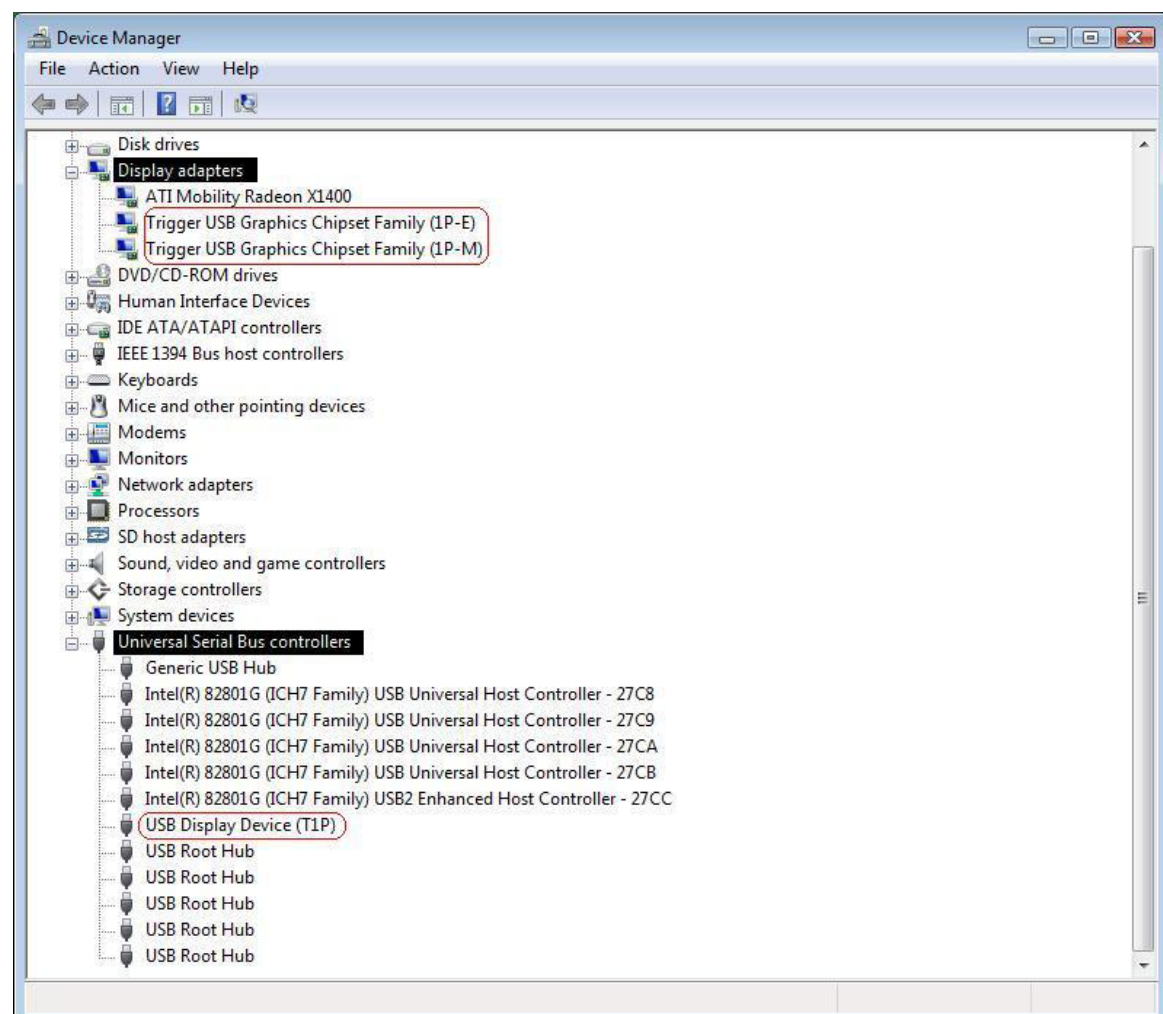 Device Manager
File Action View Help
Disk drives
Display adapters
ATI Mobility Radeon X1400
Trigger USB Graphics Chipset Family (1P-E)
Trigger USB Graphics Chipset Family (1P-M)
DVD/CD-ROM drives
Human Interface Devices
IDE ATA/ATAPI controllers
IEEE 1394 Bus host controllers
Keyboards
Mice and other pointing devices
Modems
Monitors
Network adapters
Processors
SD host adapters
Sound, video and game controllers
Storage controllers
System devices
Universal Serial Bus controllers
Generic USB Hub
Intel(R) 82801G (ICH7 Family) USB Universal Host Controller - 27C8
Intel(R) 82801G (ICH7 Family) USB Universal Host Controller - 27C9
Intel(R) 82801G (ICH7 Family) USB Universal Host Controller - 27CA
Intel(R) 82801G (ICH7 Family) USB Universal Host Controller - 27CB
Intel(R) 82801G (ICH7 Family) USB2 Enhanced Host Controller - 27CC
USB Display Device (T1P)
USB Root Hub
USB Root Hub
USB Root Hub
USB Root Hub
USB Root Hub